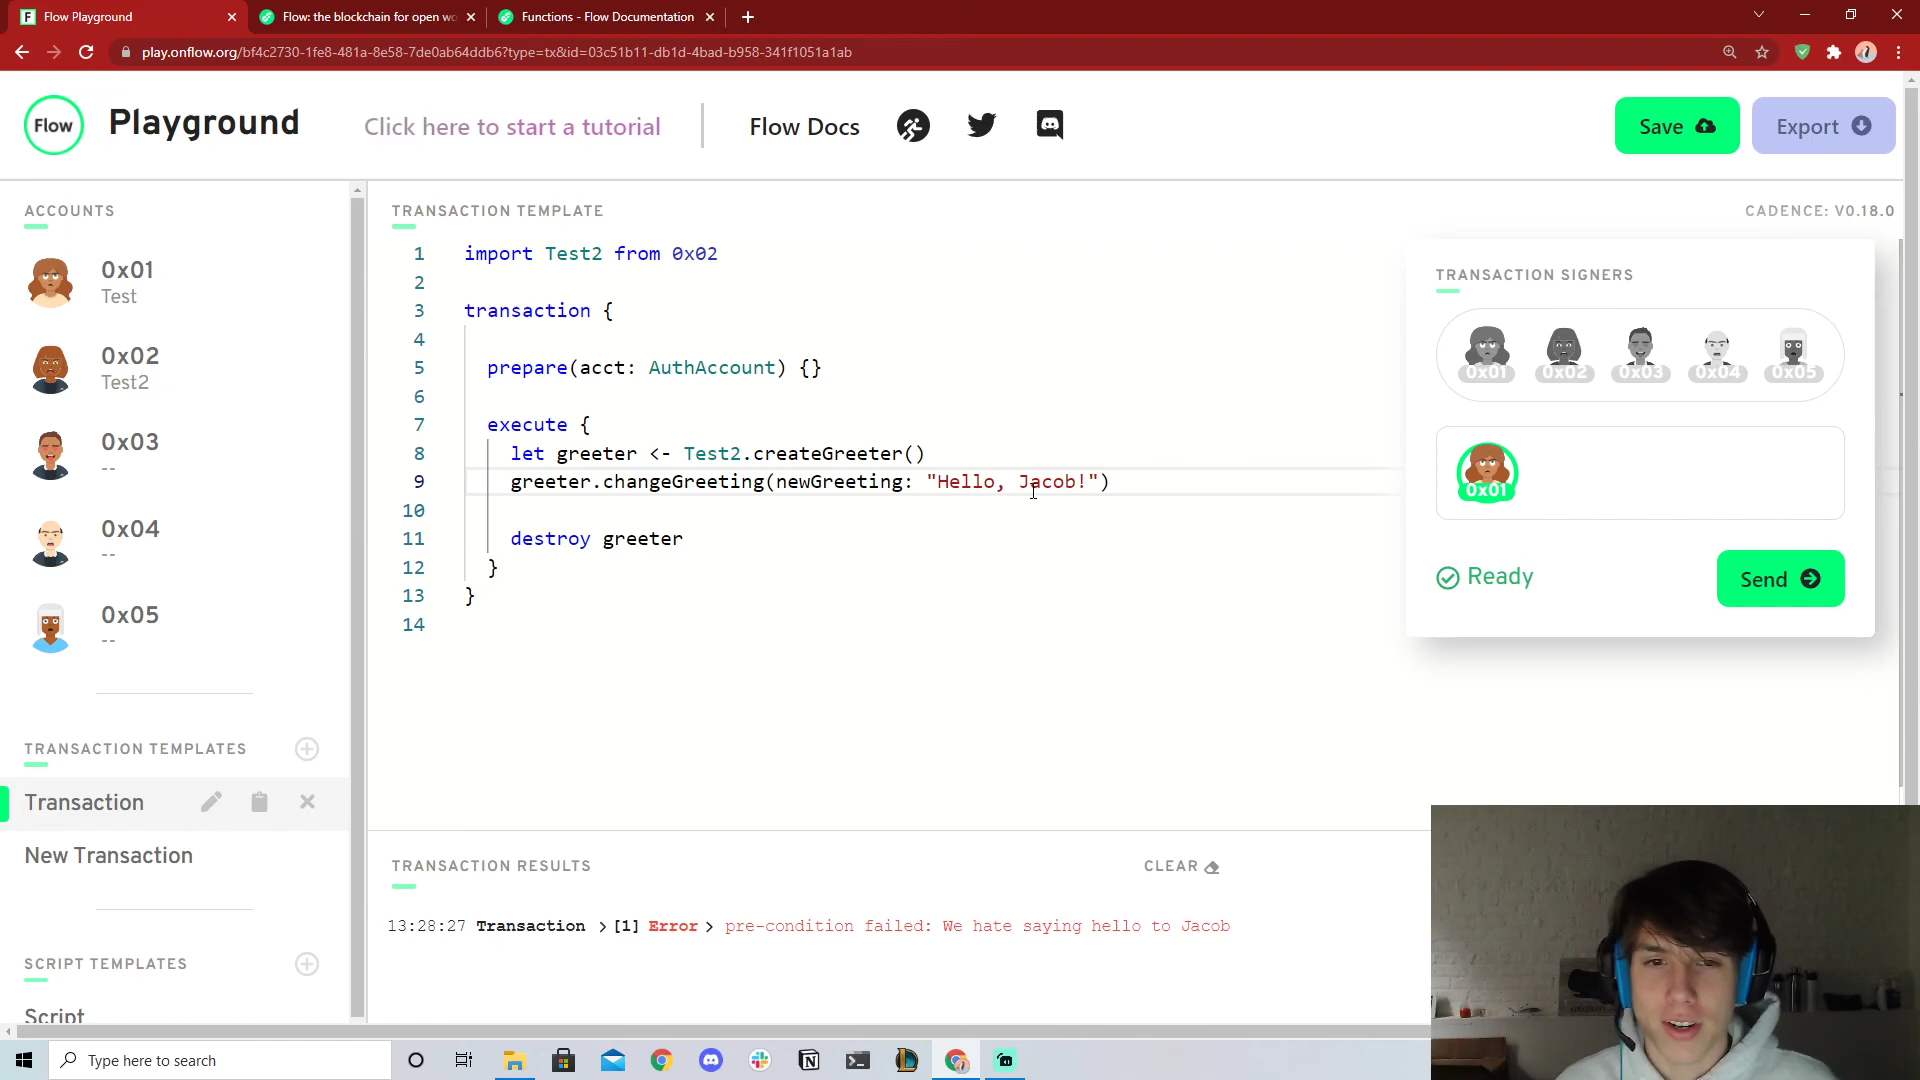 Flow Playground
Flow: the blockchain for open wo
Functions - Flow Documentation
play.onflow.org/bf4c2730-1fe8-481a-8e58-7de0ab64ddb6?type=tx&id=03c51b11-db1d-4bad-b958-341f1051a1ab
Flow
Playground
Click here to start a tutorial
Flow Docs
Save
Export
ACCOUNTS
0x01
Test
0x02
Test2
0x03
--
0x04
--
0x05
--
TRANSACTION TEMPLATES
Transaction
New Transaction
SCRIPT TEMPLATES
Script
TRANSACTION TEMPLATE
CADENCE: V0.18.0
1 import Test2 from 0x02
2
3 transaction {
4
5 prepare(acct: AuthAccount) {}
6
7 execute {
8 let greeter <- Test2.createGreeter()
9 greeter.changeGreeting(newGreeting: "Hello, Jacob!")
10
11 destroy greeter
12 }
13 }
14
TRANSACTION SIGNERS
0x01 0x02 0x03 0x04 0x05
0x01
Ready
Send
TRANSACTION RESULTS
CLEAR
13:28:27 Transaction > [1] Error > pre-condition failed: We hate saying hello to Jacob
Type here to search